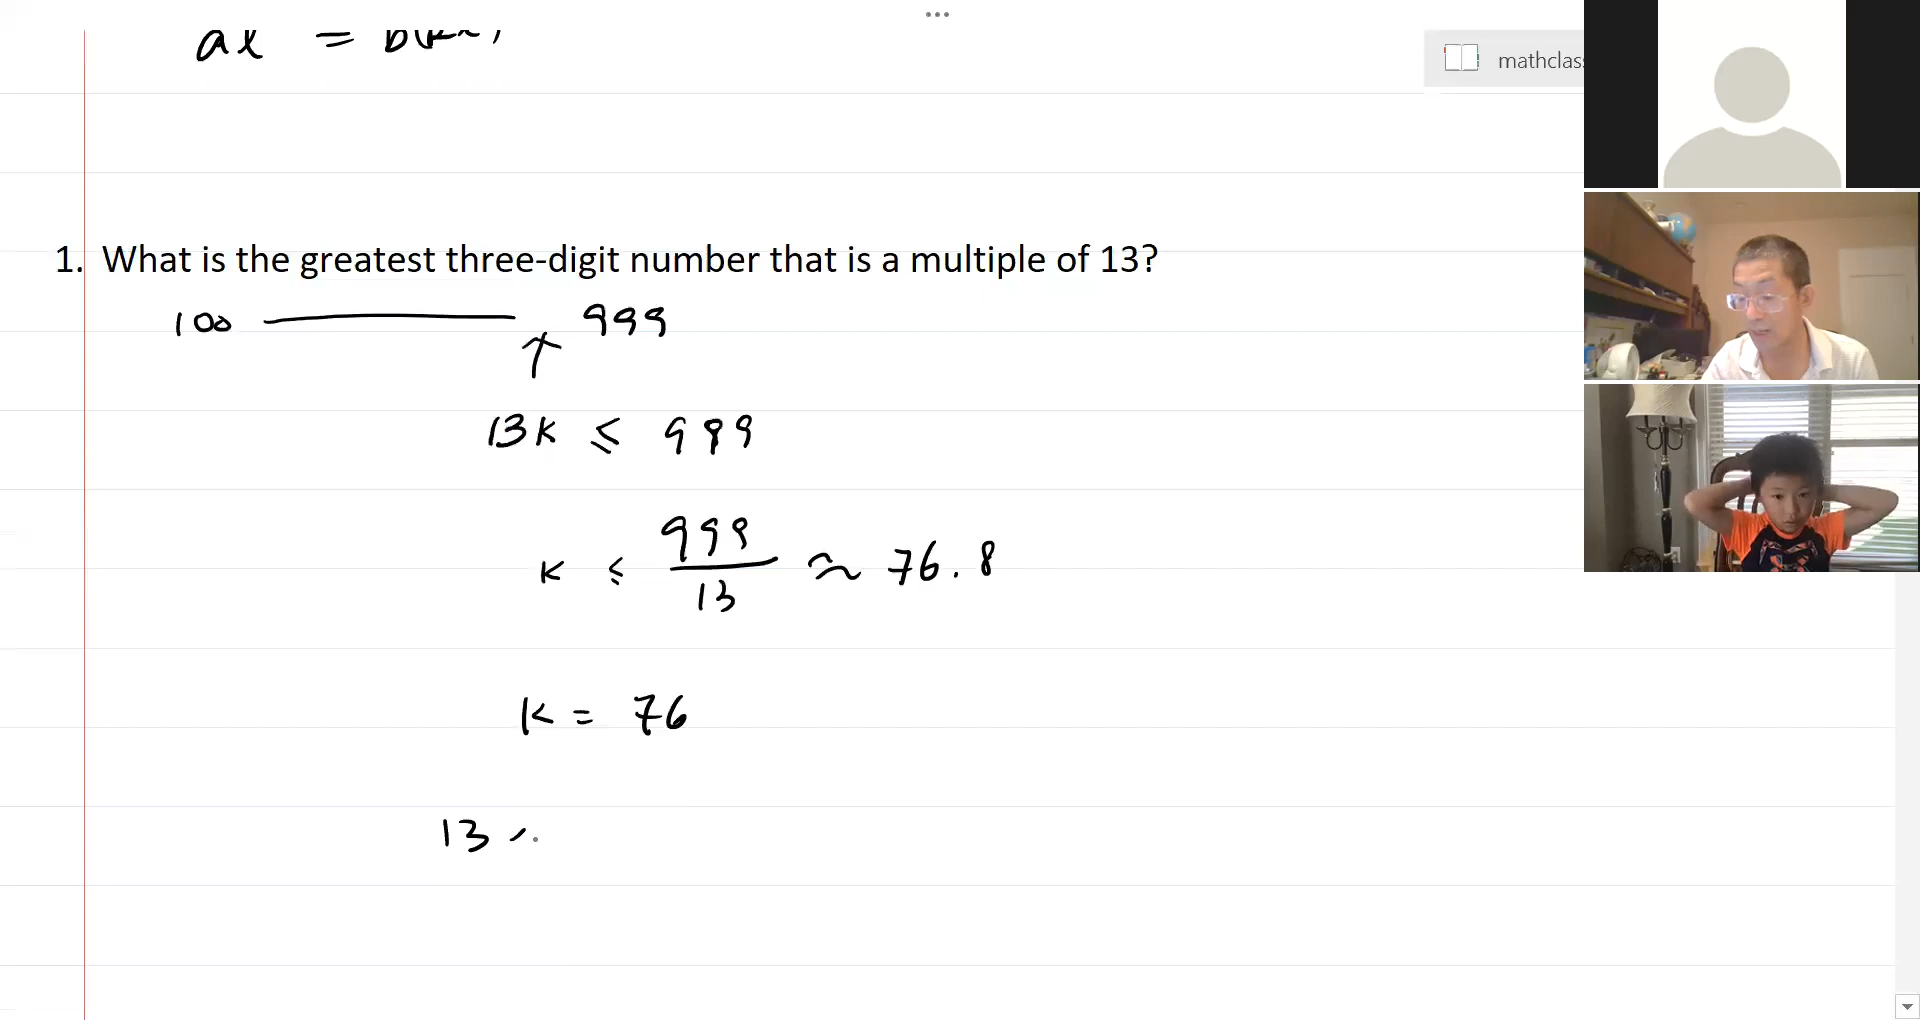 al =
mathclas
1. What is the greatest three-digit number that is a multiple of 13?
100 — 999
↑
13k ≤ 999
k ≤ 999/13 ≈ 76.8
k = 76
13